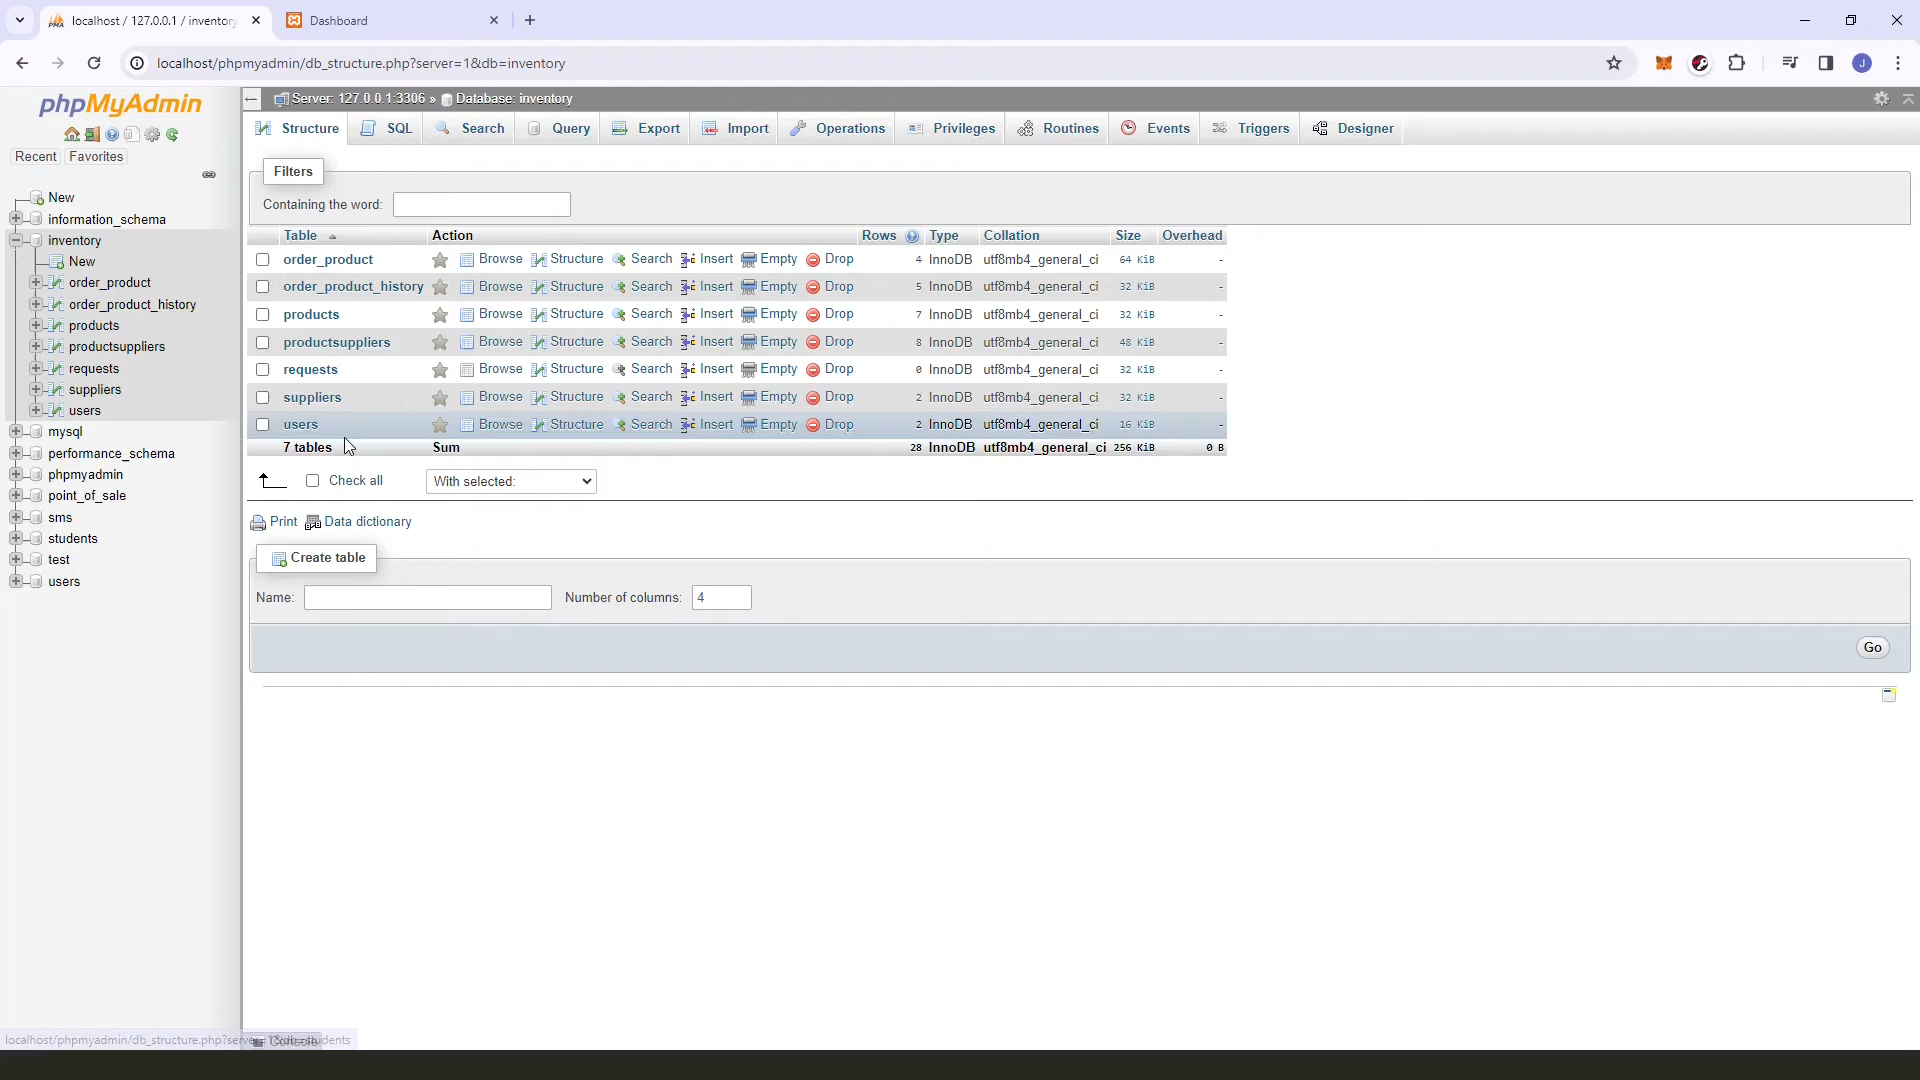 localhost / 127.0.0.1 / inventory
Dashboard
localhost/phpmyadmin/db_structure.php?server=1&db=inventory
J
phpMyAdmin
Recent Favorites
New
information_schema
inventory
New
order_product
order_product_history
products
productsuppliers
requests
suppliers
users
mysql
performance_schema
phpmyadmin
point_of_sale
sms
students
test
users
Server: 127.0.0.1:3306 » Database: inventory
Structure SQL Search Query Export Import Operations Privileges Routines Events Triggers Designer
Filters
Containing the word:
Table Action Rows Type Collation Size Overhead
order_product Browse Structure Search Insert Empty Drop 4 InnoDB utf8mb4_general_ci 64 KiB -
order_product_history Browse Structure Search Insert Empty Drop 5 InnoDB utf8mb4_general_ci 32 KiB -
products Browse Structure Search Insert Empty Drop 7 InnoDB utf8mb4_general_ci 32 KiB -
productsuppliers Browse Structure Search Insert Empty Drop 8 InnoDB utf8mb4_general_ci 48 KiB -
requests Browse Structure Search Insert Empty Drop 0 InnoDB utf8mb4_general_ci 32 KiB -
suppliers Browse Structure Search Insert Empty Drop 2 InnoDB utf8mb4_general_ci 32 KiB -
users Browse Structure Search Insert Empty Drop 2 InnoDB utf8mb4_general_ci 16 KiB -
7 tables Sum 28 InnoDB utf8mb4_general_ci 256 KiB 0 B
Check all With selected:
Print Data dictionary
Create table
Name: Number of columns: 4
Go
localhost/phpmyadmin/db_structure.php?server=1&db=students
Console